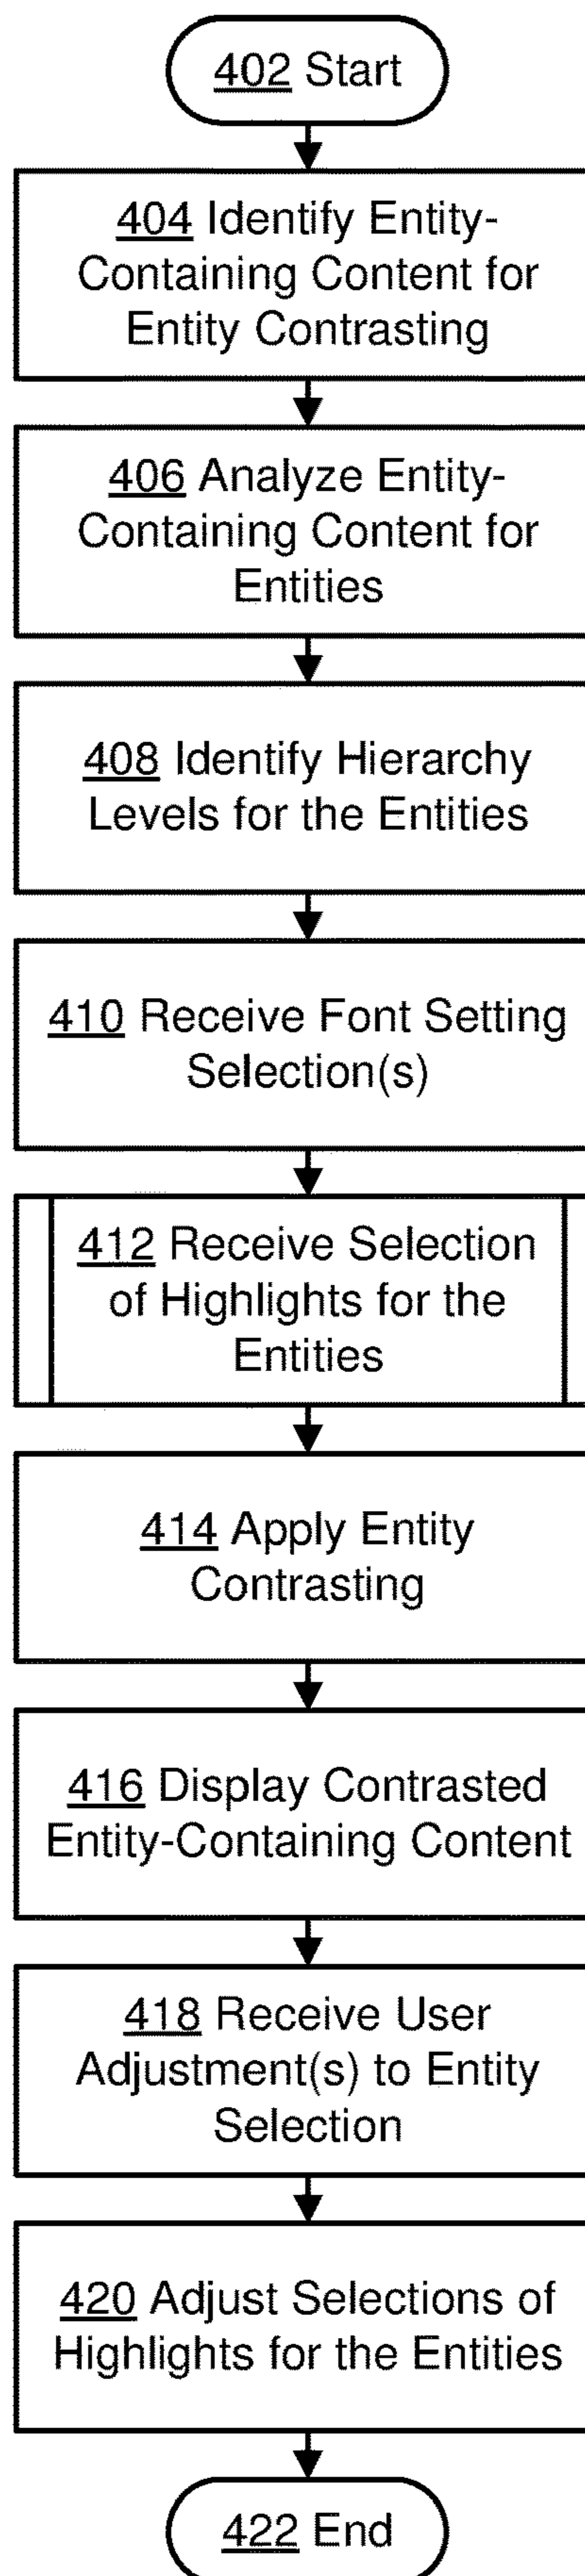 402 Start
404 Identify Entity-
Containing Content for
Entity Contrasting
406 Analyze Entity-
Containing Content for
Entities
408 Identify Hierarchy
Levels for the Entities
410 Receive Font Setting
Selection(s)
412 Receive Selection
of Highlights for the
Entities
414 Apply Entity
Contrasting
416 Display Contrasted
Entity-Containing Content
418 Receive User
Adjustment(s) to Entity
Selection
420 Adjust Selections of
Highlights for the Entities
422 End